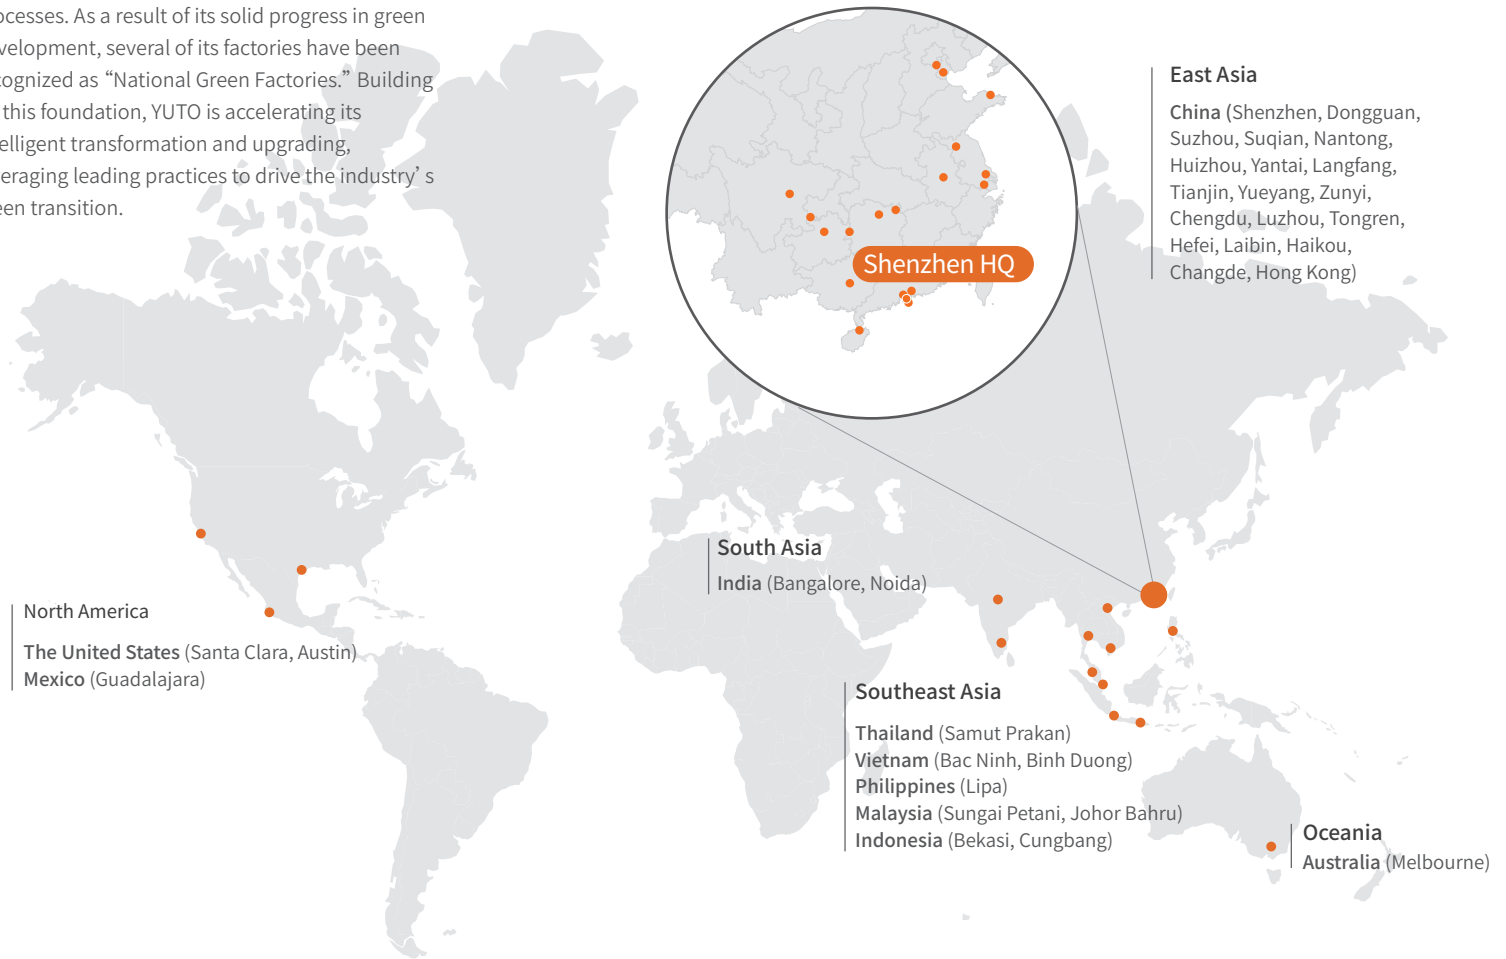 ocesses. As a result of its solid progress in green
velopment, several of its factories have been
cognized as “National Green Factories.” Building
this foundation, YUTO is accelerating its
elligent transformation and upgrading,
eraging leading practices to drive the industry’s
een transition.
Shenzhen HQ
East Asia
China (Shenzhen, Dongguan,
Suzhou, Suqian, Nantong,
Huizhou, Yantai, Langfang,
Tianjin, Yueyang, Zunyi,
Chengdu, Luzhou, Tongren,
Hefei, Laibin, Haikou,
Changde, Hong Kong)
South Asia
India (Bangalore, Noida)
North America
The United States (Santa Clara, Austin)
Mexico (Guadalajara)
Southeast Asia
Thailand (Samut Prakan)
Vietnam (Bac Ninh, Binh Duong)
Philippines (Lipa)
Malaysia (Sungai Petani, Johor Bahru)
Indonesia (Bekasi, Cungbang)
Oceania
Australia (Melbourne)